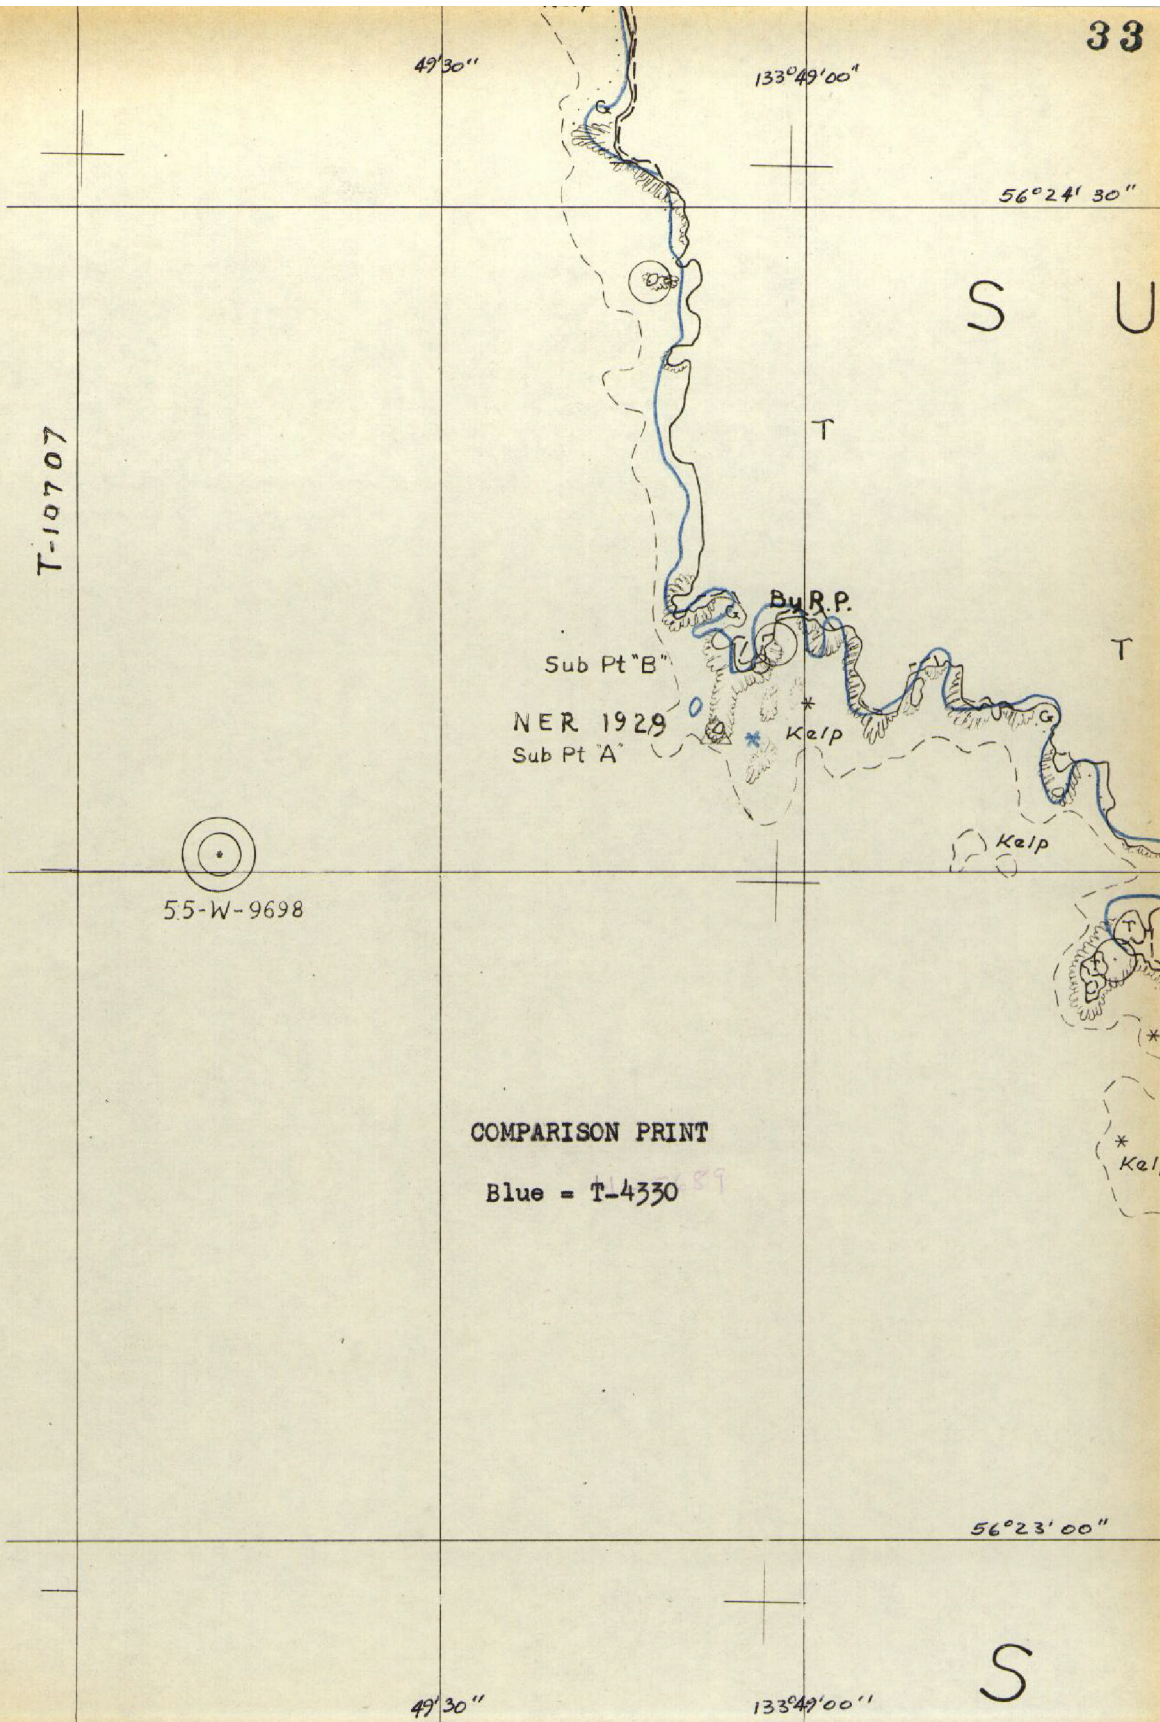 33
49'30"
133°49'00"
G
56°24'30"
S U
T
T-10707
G
By R.P.
T
Sub Pt "B"
NER 1929
Sub Pt "A"
Kelp
G
Kelp
55-W-9698
T
T
COMPARISON PRINT
Blue = T-4330
56°23'00"
S
49'30"
133°49'00"